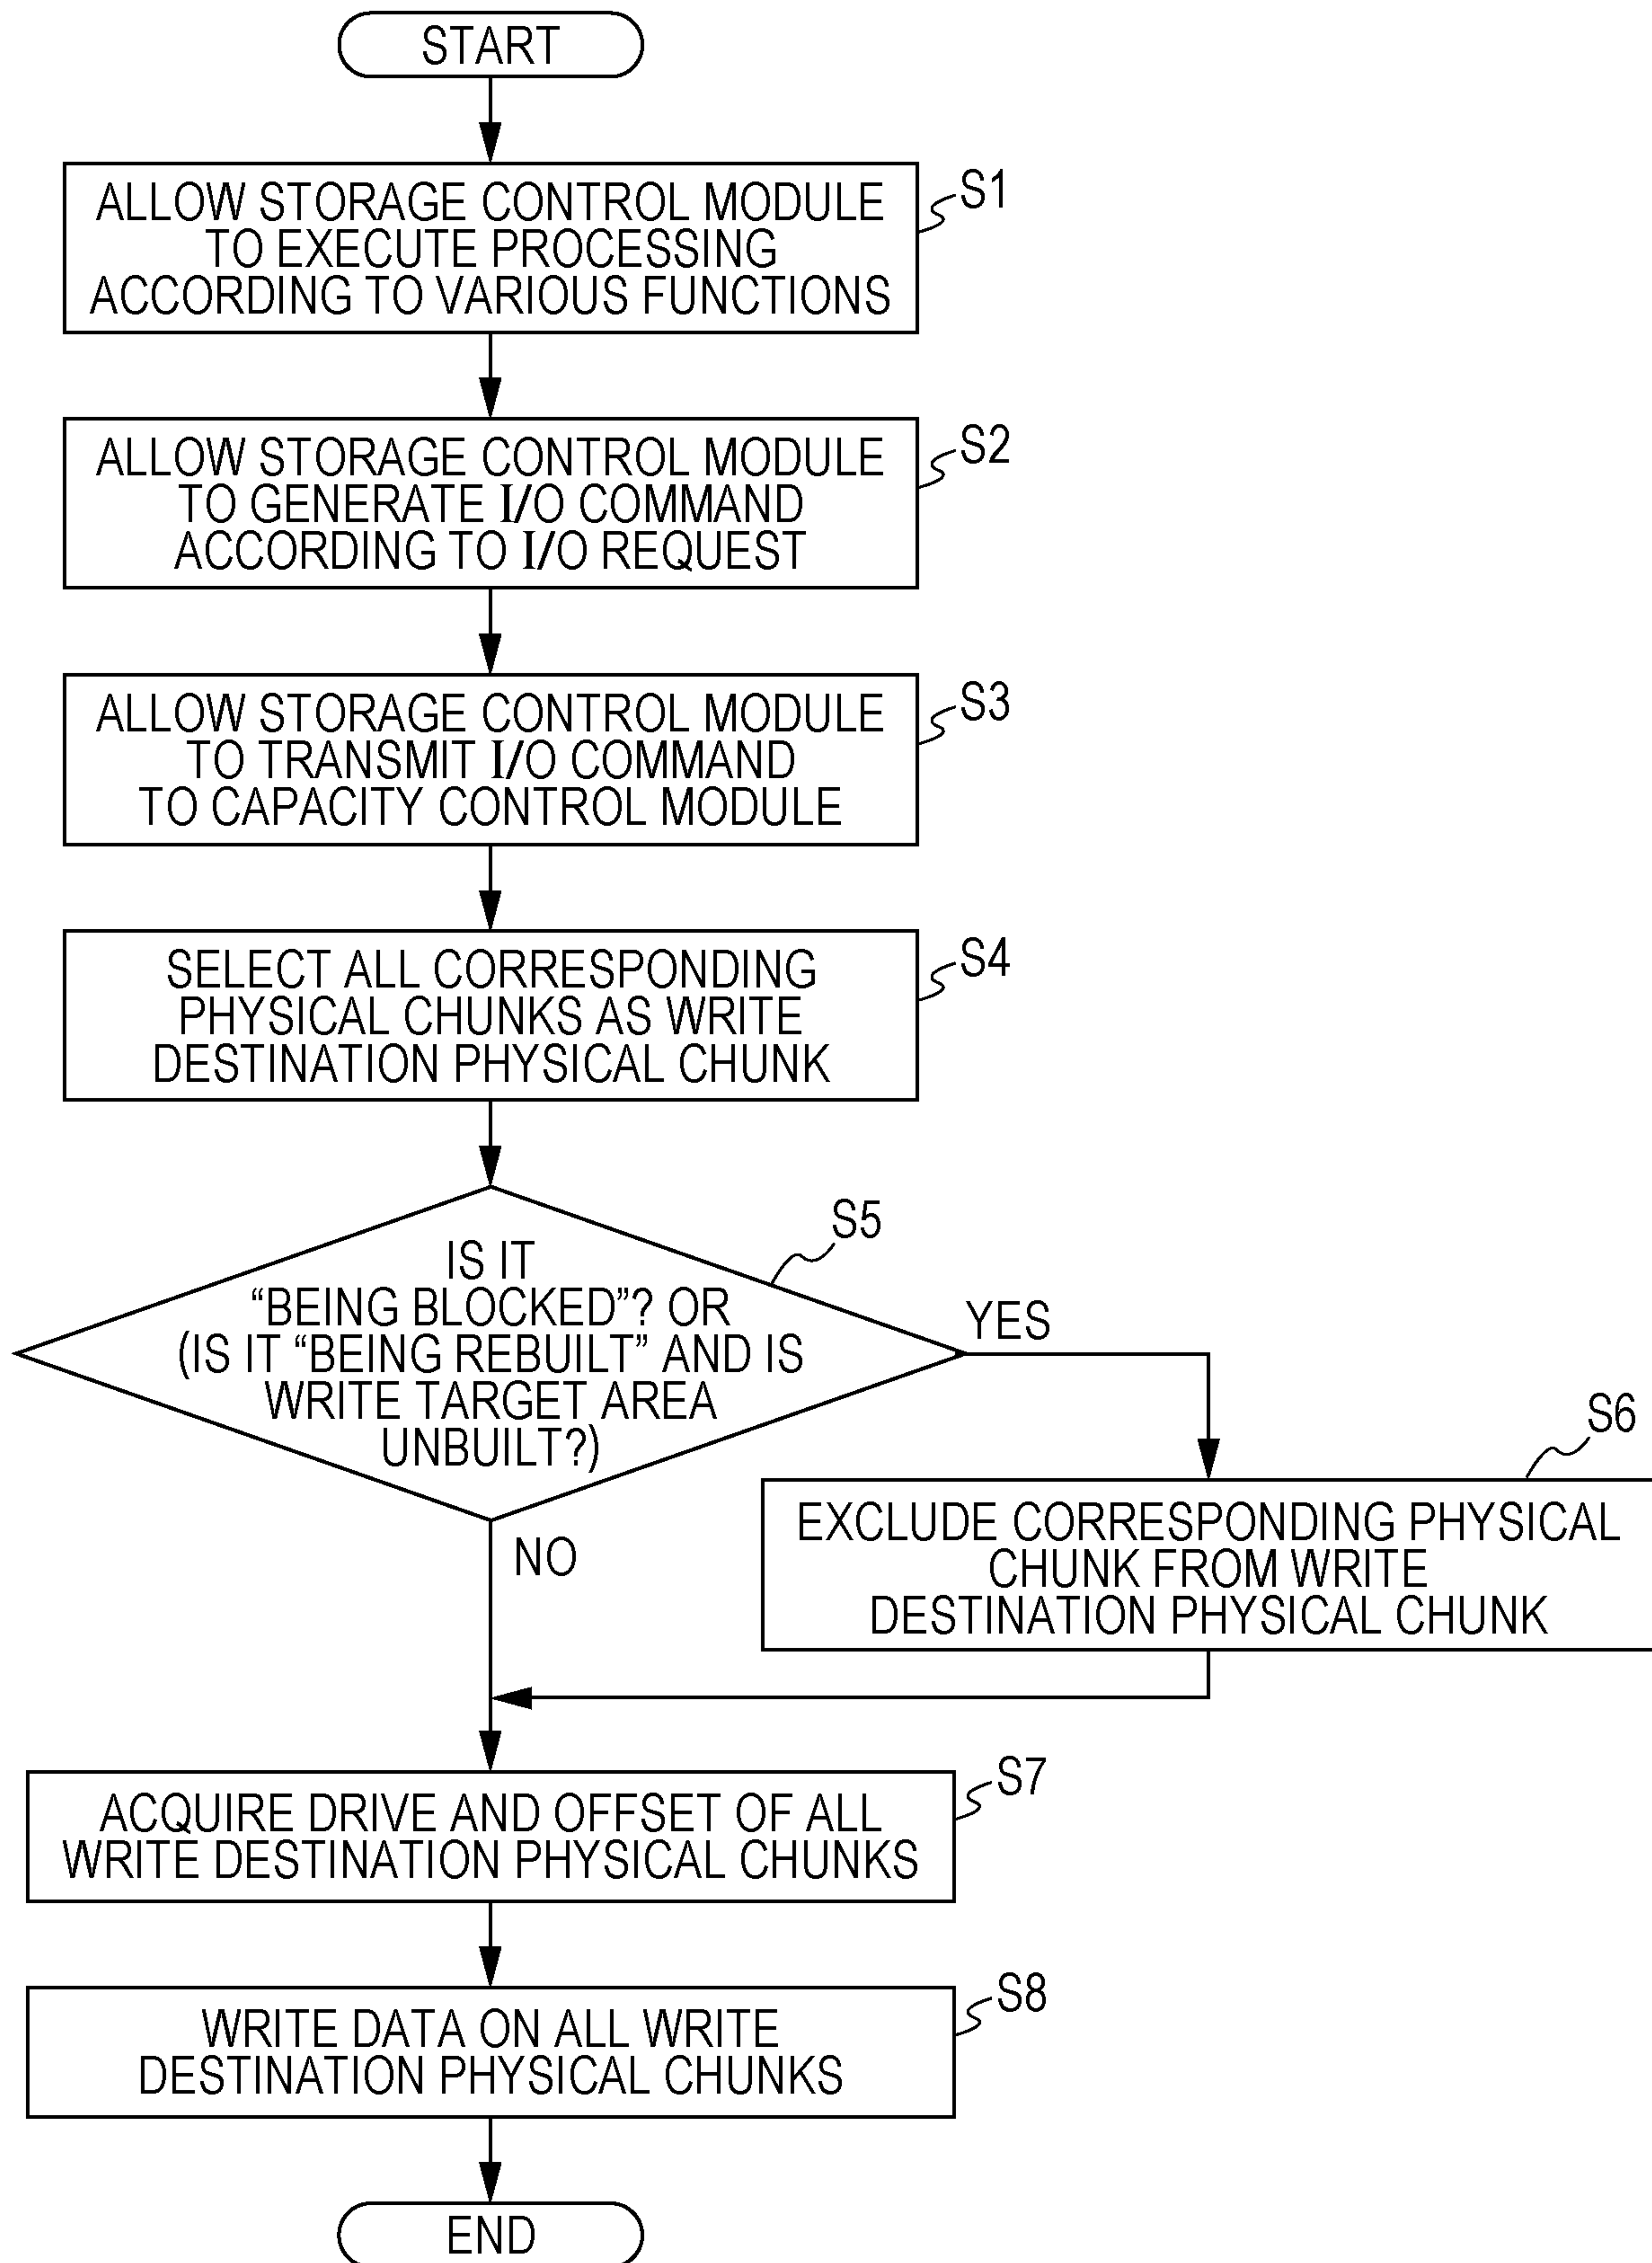 START
ALLOW STORAGE CONTROL MODULE
TO EXECUTE PROCESSING
ACCORDING TO VARIOUS FUNCTIONS
S1
ALLOW STORAGE CONTROL MODULE
TO GENERATE I/O COMMAND
ACCORDING TO I/O REQUEST
S2
ALLOW STORAGE CONTROL MODULE
TO TRANSMIT I/O COMMAND
TO CAPACITY CONTROL MODULE
S3
SELECT ALL CORRESPONDING
PHYSICAL CHUNKS AS WRITE
DESTINATION PHYSICAL CHUNK
S4
S5
IS IT
“BEING BLOCKED”? OR
(IS IT “BEING REBUILT” AND IS
WRITE TARGET AREA
UNBUILT?)
YES
NO
S6
EXCLUDE CORRESPONDING PHYSICAL
CHUNK FROM WRITE
DESTINATION PHYSICAL CHUNK
S7
ACQUIRE DRIVE AND OFFSET OF ALL
WRITE DESTINATION PHYSICAL CHUNKS
S8
WRITE DATA ON ALL WRITE
DESTINATION PHYSICAL CHUNKS
END